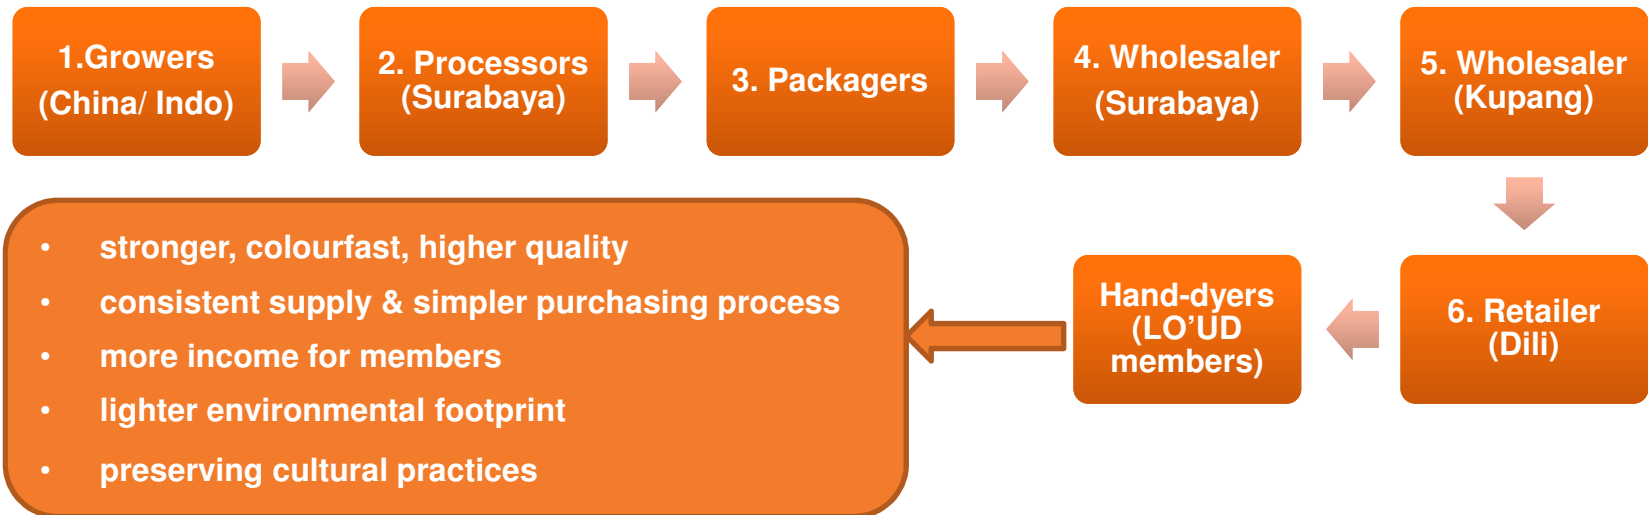 1.Growers
(China/ Indo)
2. Processors
(Surabaya)
3. Packagers
4. Wholesaler
(Surabaya)
5. Wholesaler
(Kupang)
6. Retailer
(Dili)
Hand-dyers
(LO’UD
members)
• stronger, colourfast, higher quality
• consistent supply & simpler purchasing process
• more income for members
• lighter environmental footprint
• preserving cultural practices